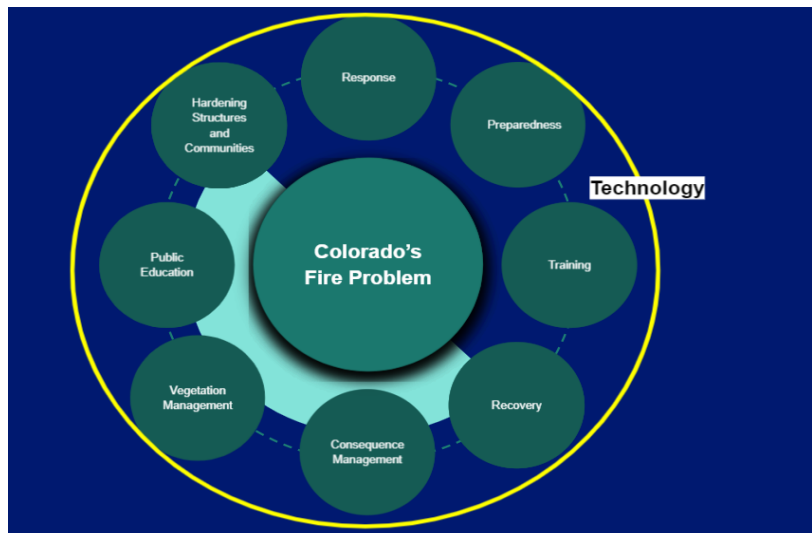 Response
Hardening
Structures
and
Communities
Preparedness
Technology
Colorado's
Fire Problem
Public
Education
Training
Vegetation
Management
Recovery
Consequence
Management